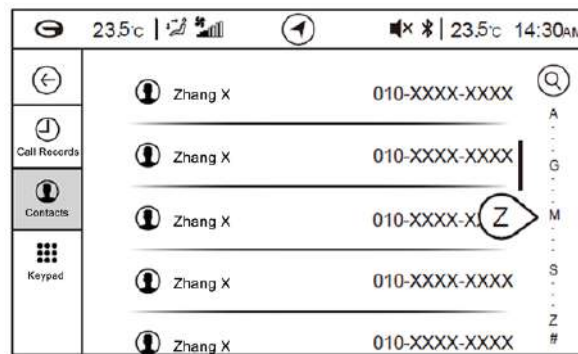 23.5℃
23.5℃ 14:30AM
Zhang X 010-XXXX-XXXX
Call Records
Zhang X 010-XXXX-XXXX
Contacts
Zhang X 010-XXXX-X
Keypad
Zhang X 010-XXXX-XXXX
Zhang X 010-XXXX-XXXX
A
G
Z
M
S
Z
#